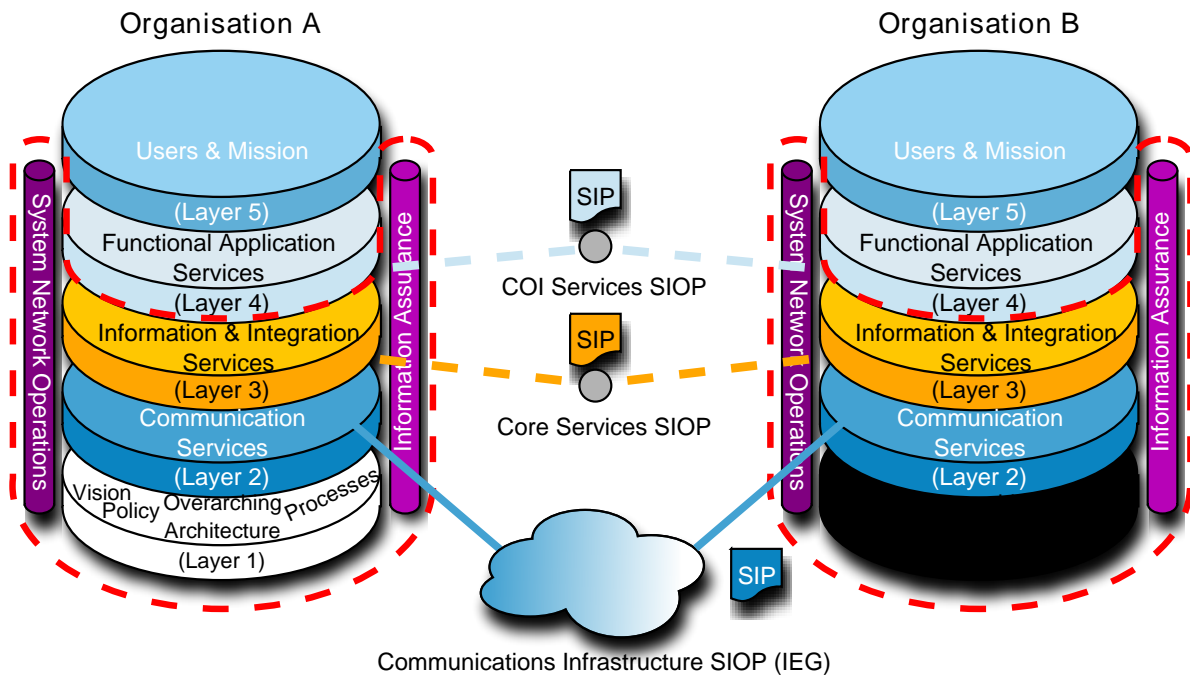 Organisation A
Organisation B
Users & Mission
(Layer 5)
Functional Application
Services
(Layer 4)
Information & Integration
Services
(Layer 3)
Communication
Services
(Layer 2)
Vision
Policy
Overarching
Architecture
Processes
(Layer 1)
System Network Operations
Information Assurance
SIP
COI Services SIOP
SIP
Core Services SIOP
SIP
Communications Infrastructure SIOP (IEG)
Users & Mission
(Layer 5)
Functional Application
Services
(Layer 4)
Information & Integration
Services
(Layer 3)
Communication
Services
(Layer 2)
System Network Operations
Information Assurance